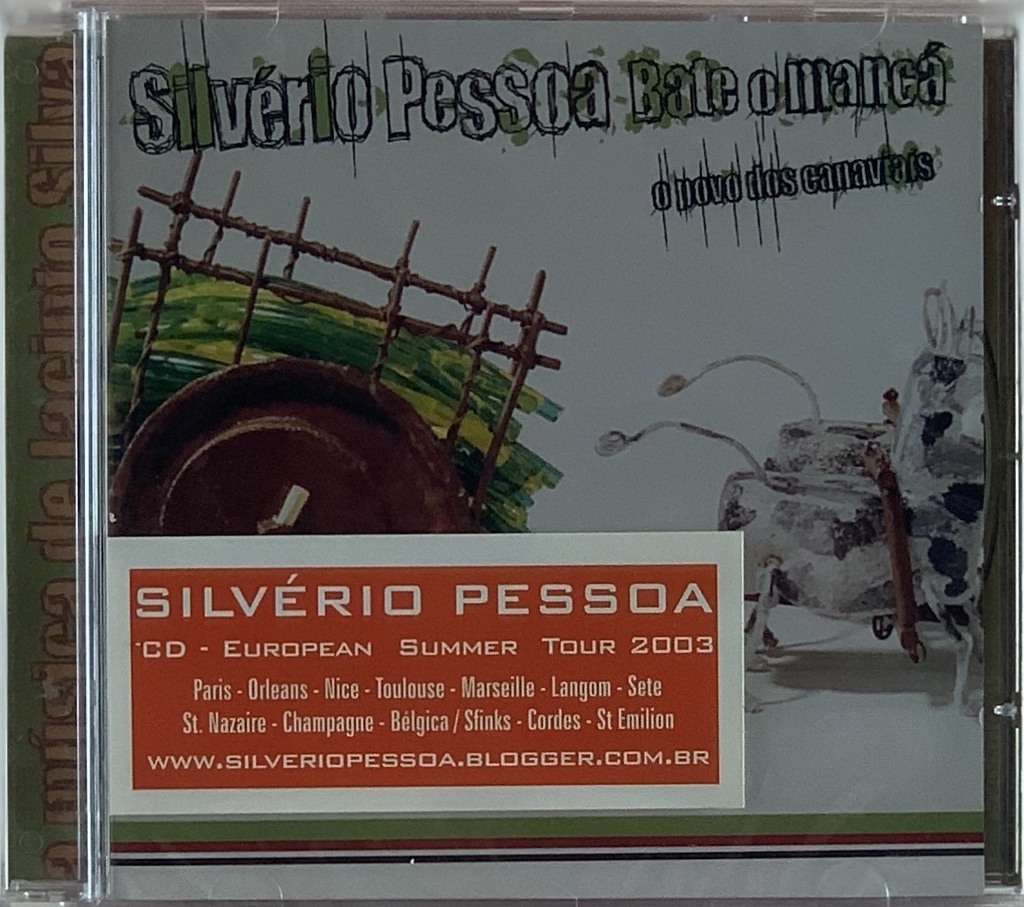 Silvério Pessoa Bate o mancá
o povo dos canaviais
a música de Jacinto Silva
SILVÉRIO PESSOA
CD - EUROPEAN SUMMER TOUR 2003
Paris - Orleans - Nice - Toulouse - Marseille - Langom - Sete
St. Nazaire - Champagne - Bélgica / Sfinks - Cordes - St Emilion
WWW.SILVERIOPESSOA.BLOGGER.COM.BR